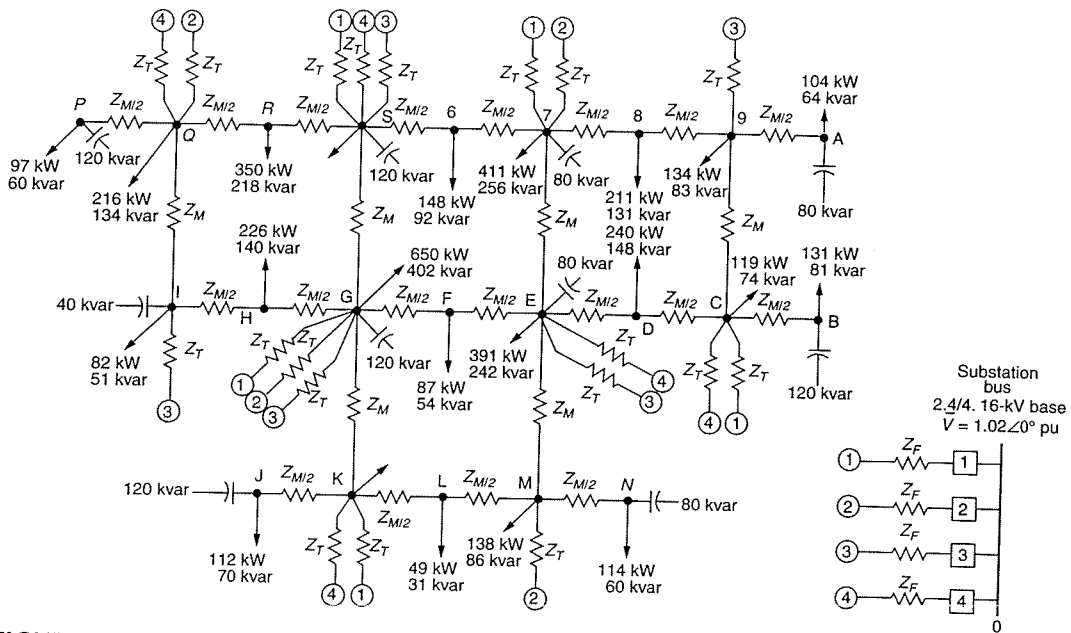 4 2 1 4 3 1 2 3
Z_T Z_T Z_T Z_T Z_T Z_T Z_T Z_T
P Z_M/2 Z_M/2 R Z_M/2 S Z_M/2 6 Z_M/2 7 Z_M/2 8 Z_M/2 9 Z_M/2 A
Q
104 kW
64 kvar
97 kW
60 kvar
120 kvar
216 kW
134 kvar
350 kW
218 kvar
120 kvar
148 kW
92 kvar
411 kW
256 kvar
80 kvar
211 kW
131 kvar
134 kW
83 kvar
80 kvar
Z_M Z_M Z_M Z_M
226 kW
140 kvar
650 kW
402 kvar
80 kvar
240 kW
148 kvar
119 kW
74 kvar
131 kW
81 kvar
40 kvar
I Z_M/2 H Z_M/2 G Z_M/2 F Z_M/2 E Z_M/2 D Z_M/2 C Z_M/2 B
82 kW
51 kvar
Z_T
3
Z_T
Z_T
Z_T
1
2
3
120 kvar
87 kW
54 kvar
391 kW
242 kvar
Z_T
Z_T
4
3
Z_T Z_T
4 1
120 kvar
Z_M Z_M
120 kvar
J Z_M/2 K Z_M/2 L Z_M/2 M Z_M/2 N
80 kvar
112 kW
70 kvar
Z_T Z_T
4 1
49 kW
31 kvar
138 kW
86 kvar
Z_T
2
114 kW
60 kvar
Substation
bus
2.4/4. 16-kV base
V̄ = 1.02∠0° pu
1 Z_F 1
2 Z_F 2
3 Z_F 3
4 Z_F 4
0